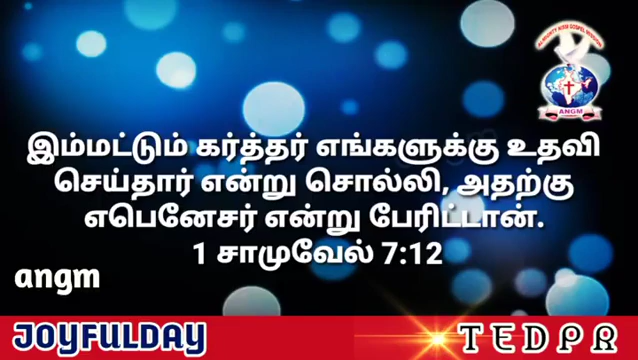 இம்மட்டும் கர்த்தர் எங்களுக்கு உதவி
செய்தார் என்று சொல்லி, அதற்கு
எபெனேசர் என்று பேரிட்டான்.
1 சாமுவேல் 7:12
ANGM
angm
JOYFULDAY
TEDPR